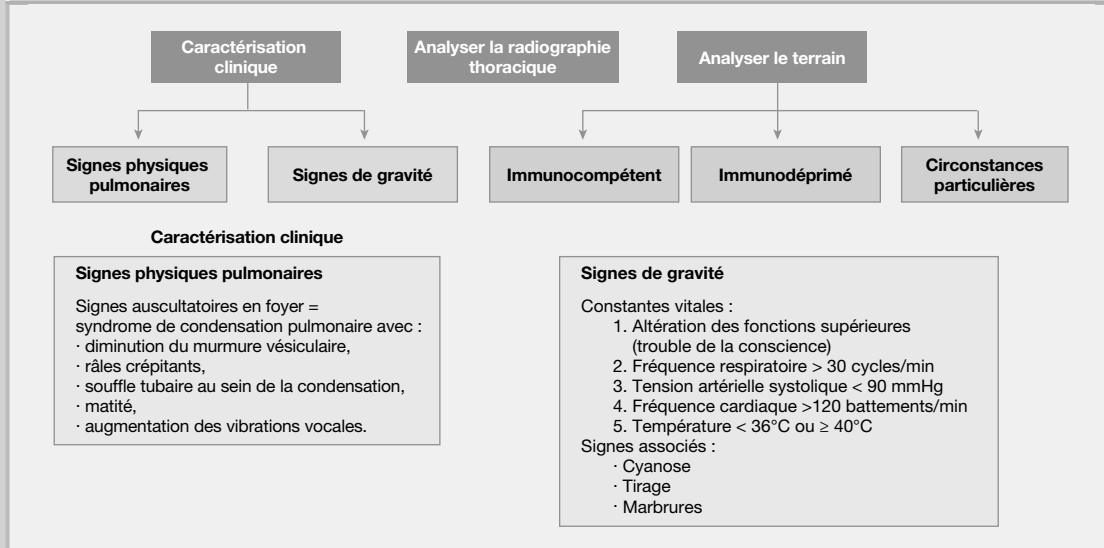 Caractérisation
clinique
Analyser la radiographie
thoracique
Analyser le terrain
Signes physiques
pulmonaires
Signes de gravité
Immunocompétent
Immunodéprimé
Circonstances
particulières
Caractérisation clinique
Signes physiques pulmonaires
Signes auscultatoires en foyer =
syndrome de condensation pulmonaire avec :
· diminution du murmure vésiculaire,
· râles crépitants,
· souffle tubaire au sein de la condensation,
· matité,
· augmentation des vibrations vocales.
Signes de gravité
Constantes vitales :
1. Altération des fonctions supérieures
(trouble de la conscience)
2. Fréquence respiratoire > 30 cycles/min
3. Tension artérielle systolique < 90 mmHg
4. Fréquence cardiaque >120 battements/min
5. Température < 36°C ou ≥ 40°C
Signes associés :
· Cyanose
· Tirage
· Marbrures